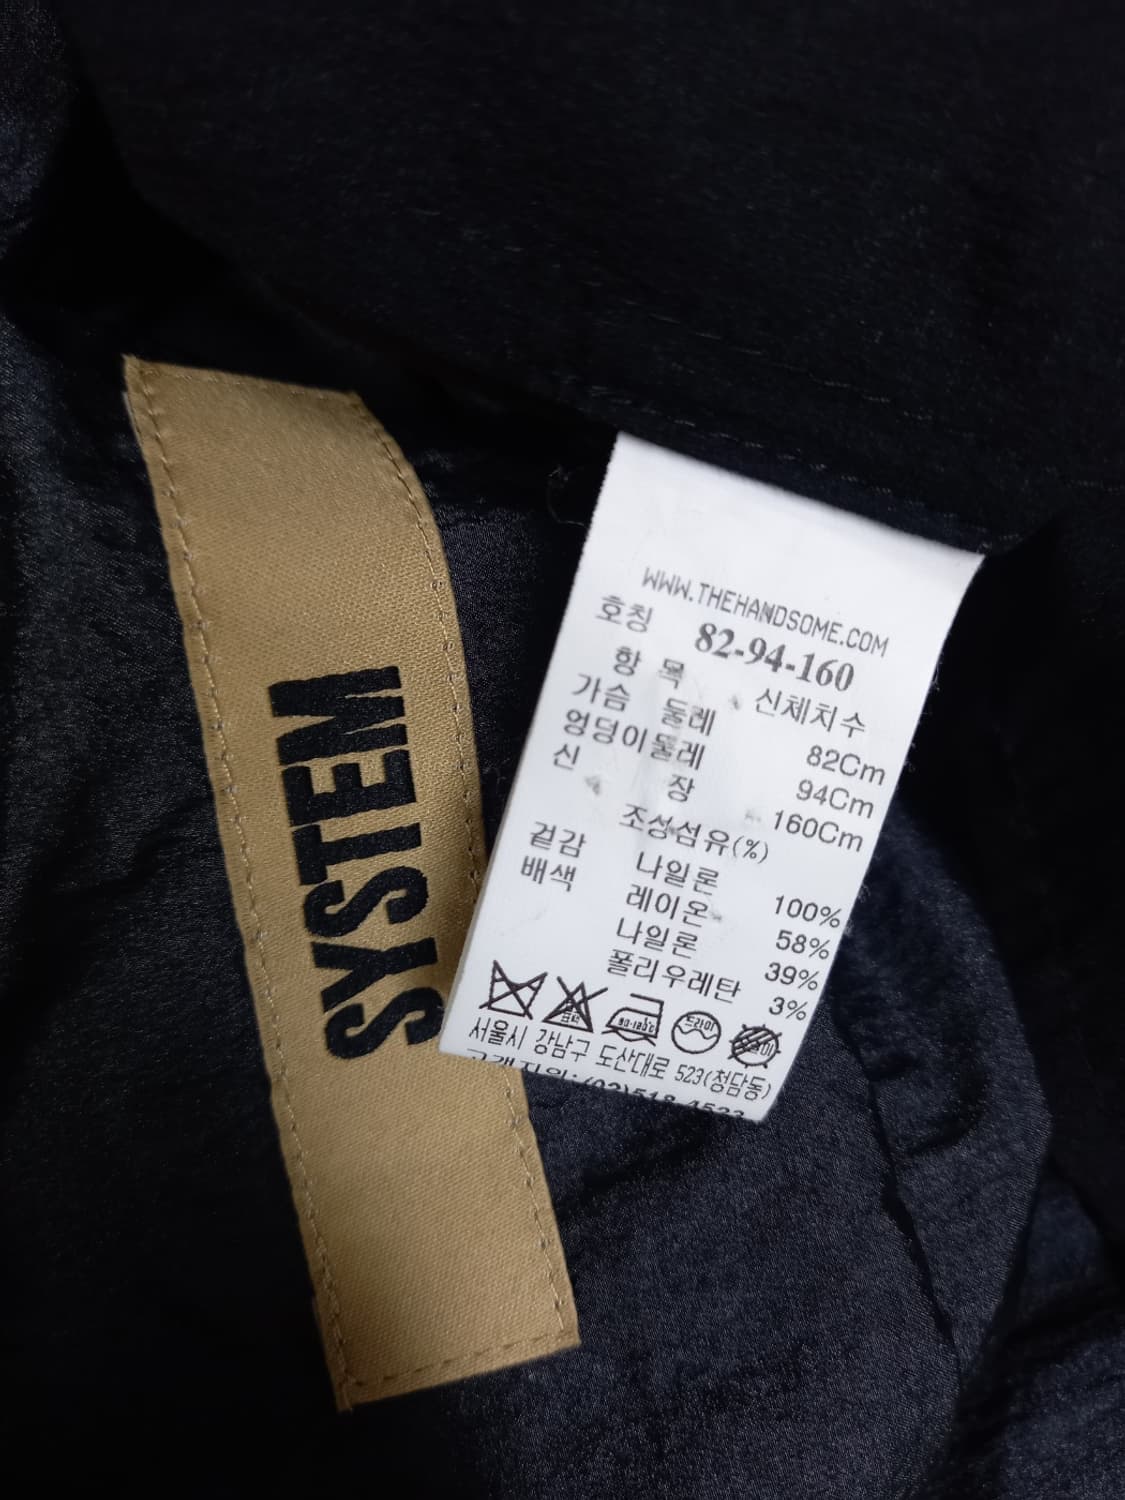 SYSTEM
WWW.THEHANDSOME.COM
호칭 82-94-160
항 목 신체치수
가슴 둘레 82Cm
엉덩이둘레 94Cm
신 장 160Cm
조성섬유(%)
겉감 나일론 100%
배색 레이온 58%
나일론 39%
폴리우레탄 3%
드라이
서울시 강남구 도산대로 523(청담동)